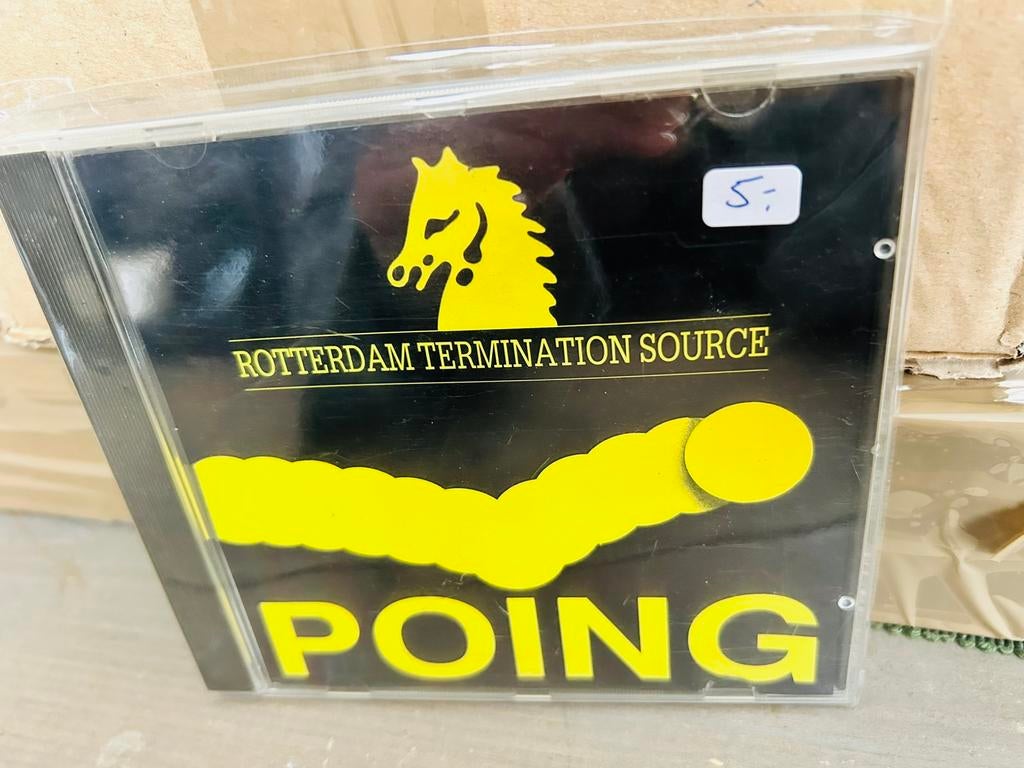 5:-
ROTTERDAM TERMINATION SOURCE
POING